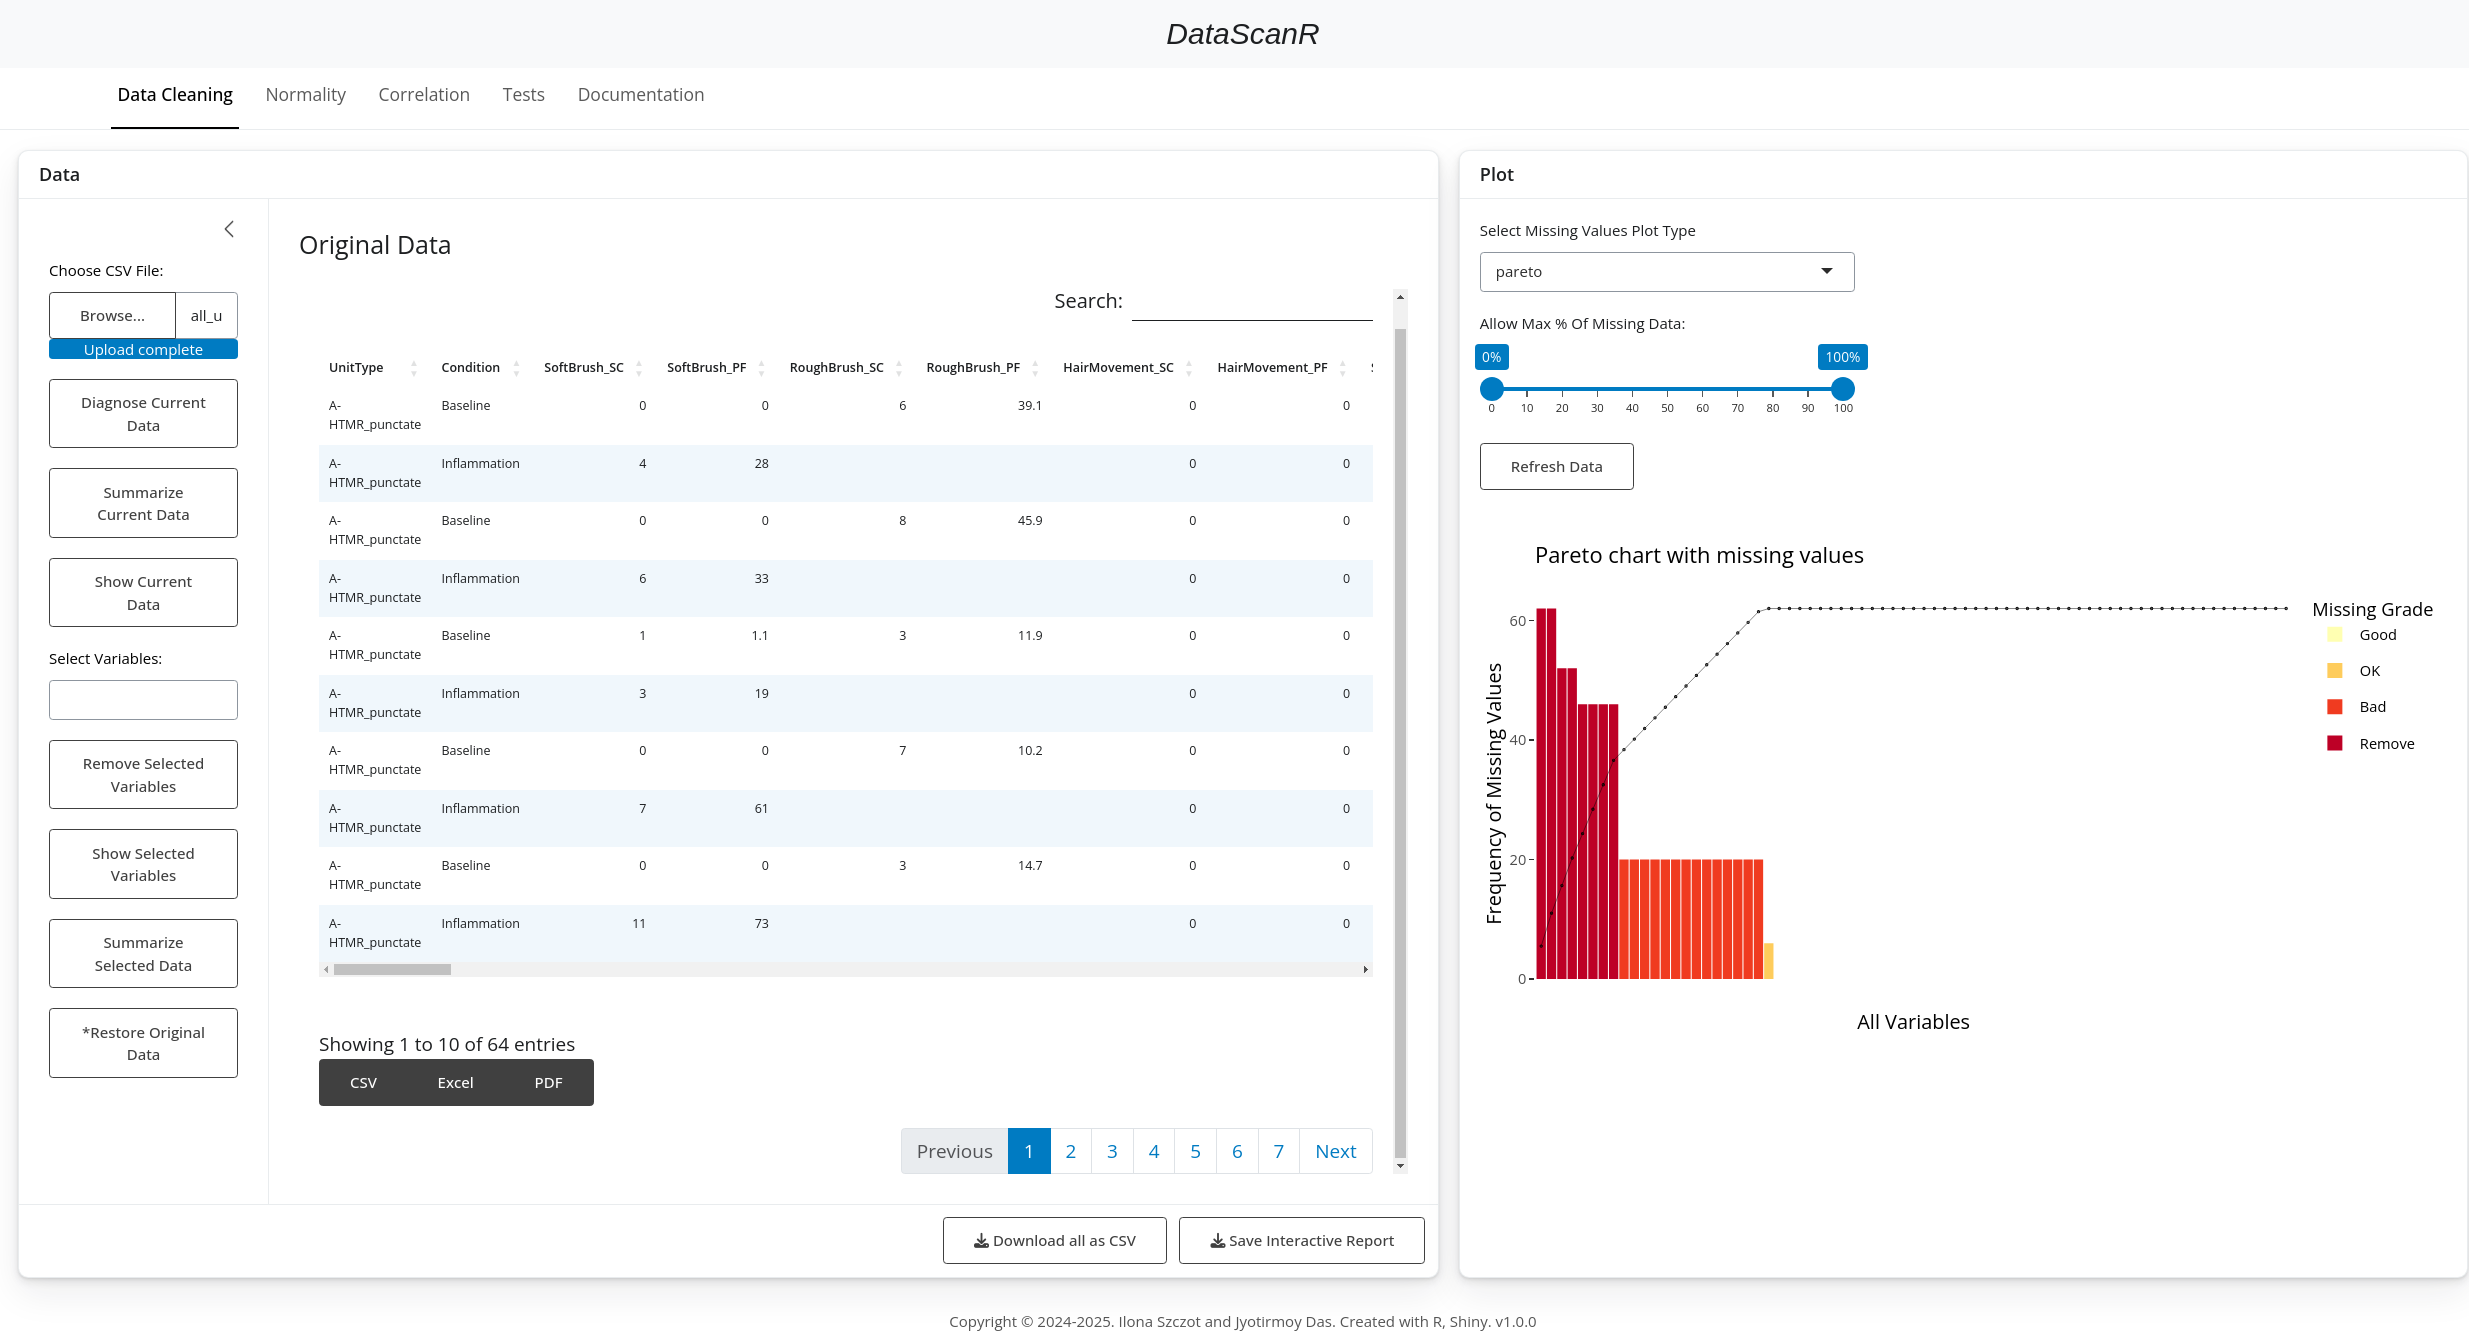 DataScanR
Data Cleaning Normality Correlation Tests Documentation
Data
Choose CSV File:
Browse... all_u
Upload complete
Diagnose Current
Data
Summarize
Current Data
Show Current
Data
Select Variables:
Remove Selected
Variables
Show Selected
Variables
Summarize
Selected Data
*Restore Original
Data
Original Data
Search:
UnitType Condition SoftBrush_SC SoftBrush_PF RoughBrush_SC RoughBrush_PF HairMovement_SC HairMovement_PF
A- Baseline 0 0 6 39.1 0 0
HTMR_punctate
A- Inflammation 4 28 0 0
HTMR_punctate
A- Baseline 0 0 8 45.9 0 0
HTMR_punctate
A- Inflammation 6 33 0 0
HTMR_punctate
A- Baseline 1 1.1 3 11.9 0 0
HTMR_punctate
A- Inflammation 3 19 0 0
HTMR_punctate
A- Baseline 0 0 7 10.2 0 0
HTMR_punctate
A- Inflammation 7 61 0 0
HTMR_punctate
A- Baseline 0 0 3 14.7 0 0
HTMR_punctate
A- Inflammation 11 73 0 0
HTMR_punctate
Showing 1 to 10 of 64 entries
CSV Excel PDF
Previous 1 2 3 4 5 6 7 Next
Download all as CSV Save Interactive Report
Plot
Select Missing Values Plot Type
pareto
Allow Max % Of Missing Data:
0% 100%
0 10 20 30 40 50 60 70 80 90 100
Refresh Data
Pareto chart with missing values
Frequency of Missing Values
60
40
20
0
All Variables
Missing Grade
Good
OK
Bad
Remove
Copyright © 2024-2025. Ilona Szczot and Jyotirmoy Das. Created with R, Shiny. v1.0.0